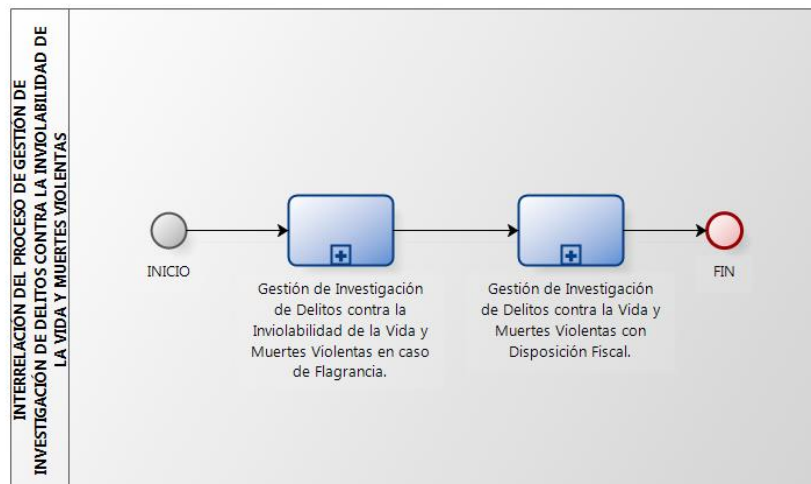 INTERRELACIÓN DEL PROCESO DE GESTIÓN DE
INVESTIGACIÓN DE DELITOS CONTRA LA INVIOLABILIDAD DE
LA VIDA Y MUERTES VIOLENTAS
INICIO
Gestión de Investigación
de Delitos contra la
Inviolabilidad de la Vida y
Muertes Violentas en caso
de Flagrancia.
Gestión de Investigación
de Delitos contra la Vida y
Muertes Violentas con
Disposición Fiscal.
FIN